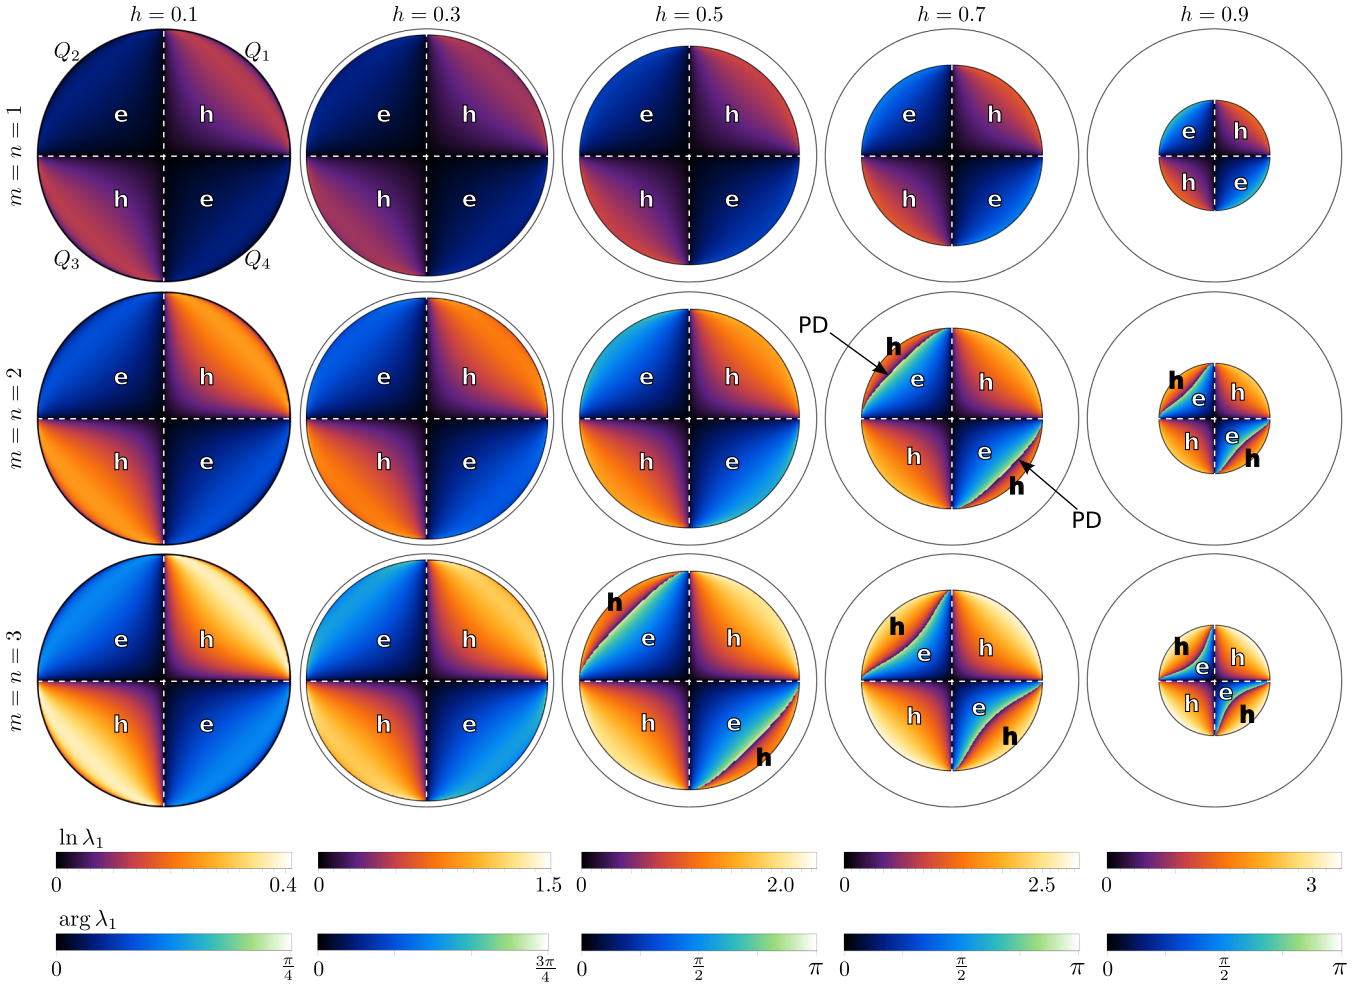 h = 0.1 h = 0.3 h = 0.5 h = 0.7 h = 0.9
m = n = 1
Q₂ Q₁
e h e h e h e h e h
h e h e h e h e h e
Q₃ Q₄
m = n = 2
PD
h
h
e h e h e h e h e h
h e h e h e h e h e
h
h
PD
m = n = 3
h
h
h
e h e h e h e h e h
h e h e h e h e h e
h
h
h
ln λ₁
0 0.4 0 1.5 0 2.0 0 2.5 0 3
arg λ₁
0 π/4 0 3π/4 0 π/2 π 0 π/2 π 0 π/2 π